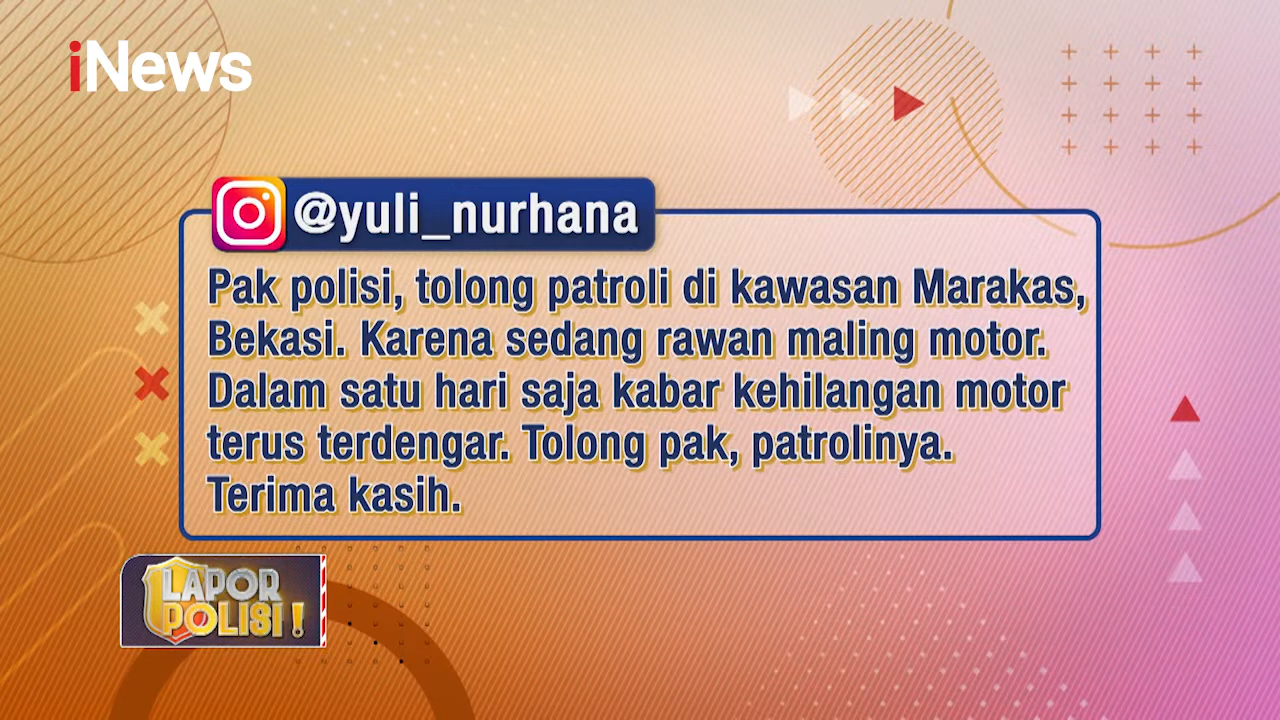 iNews
@yuli_nurhana
Pak polisi, tolong patroli di kawasan Marakas,
Bekasi. Karena sedang rawan maling motor.
Dalam satu hari saja kabar kehilangan motor
terus terdengar. Tolong pak, patrolinya.
Terima kasih.
LAPOR
POLISI !